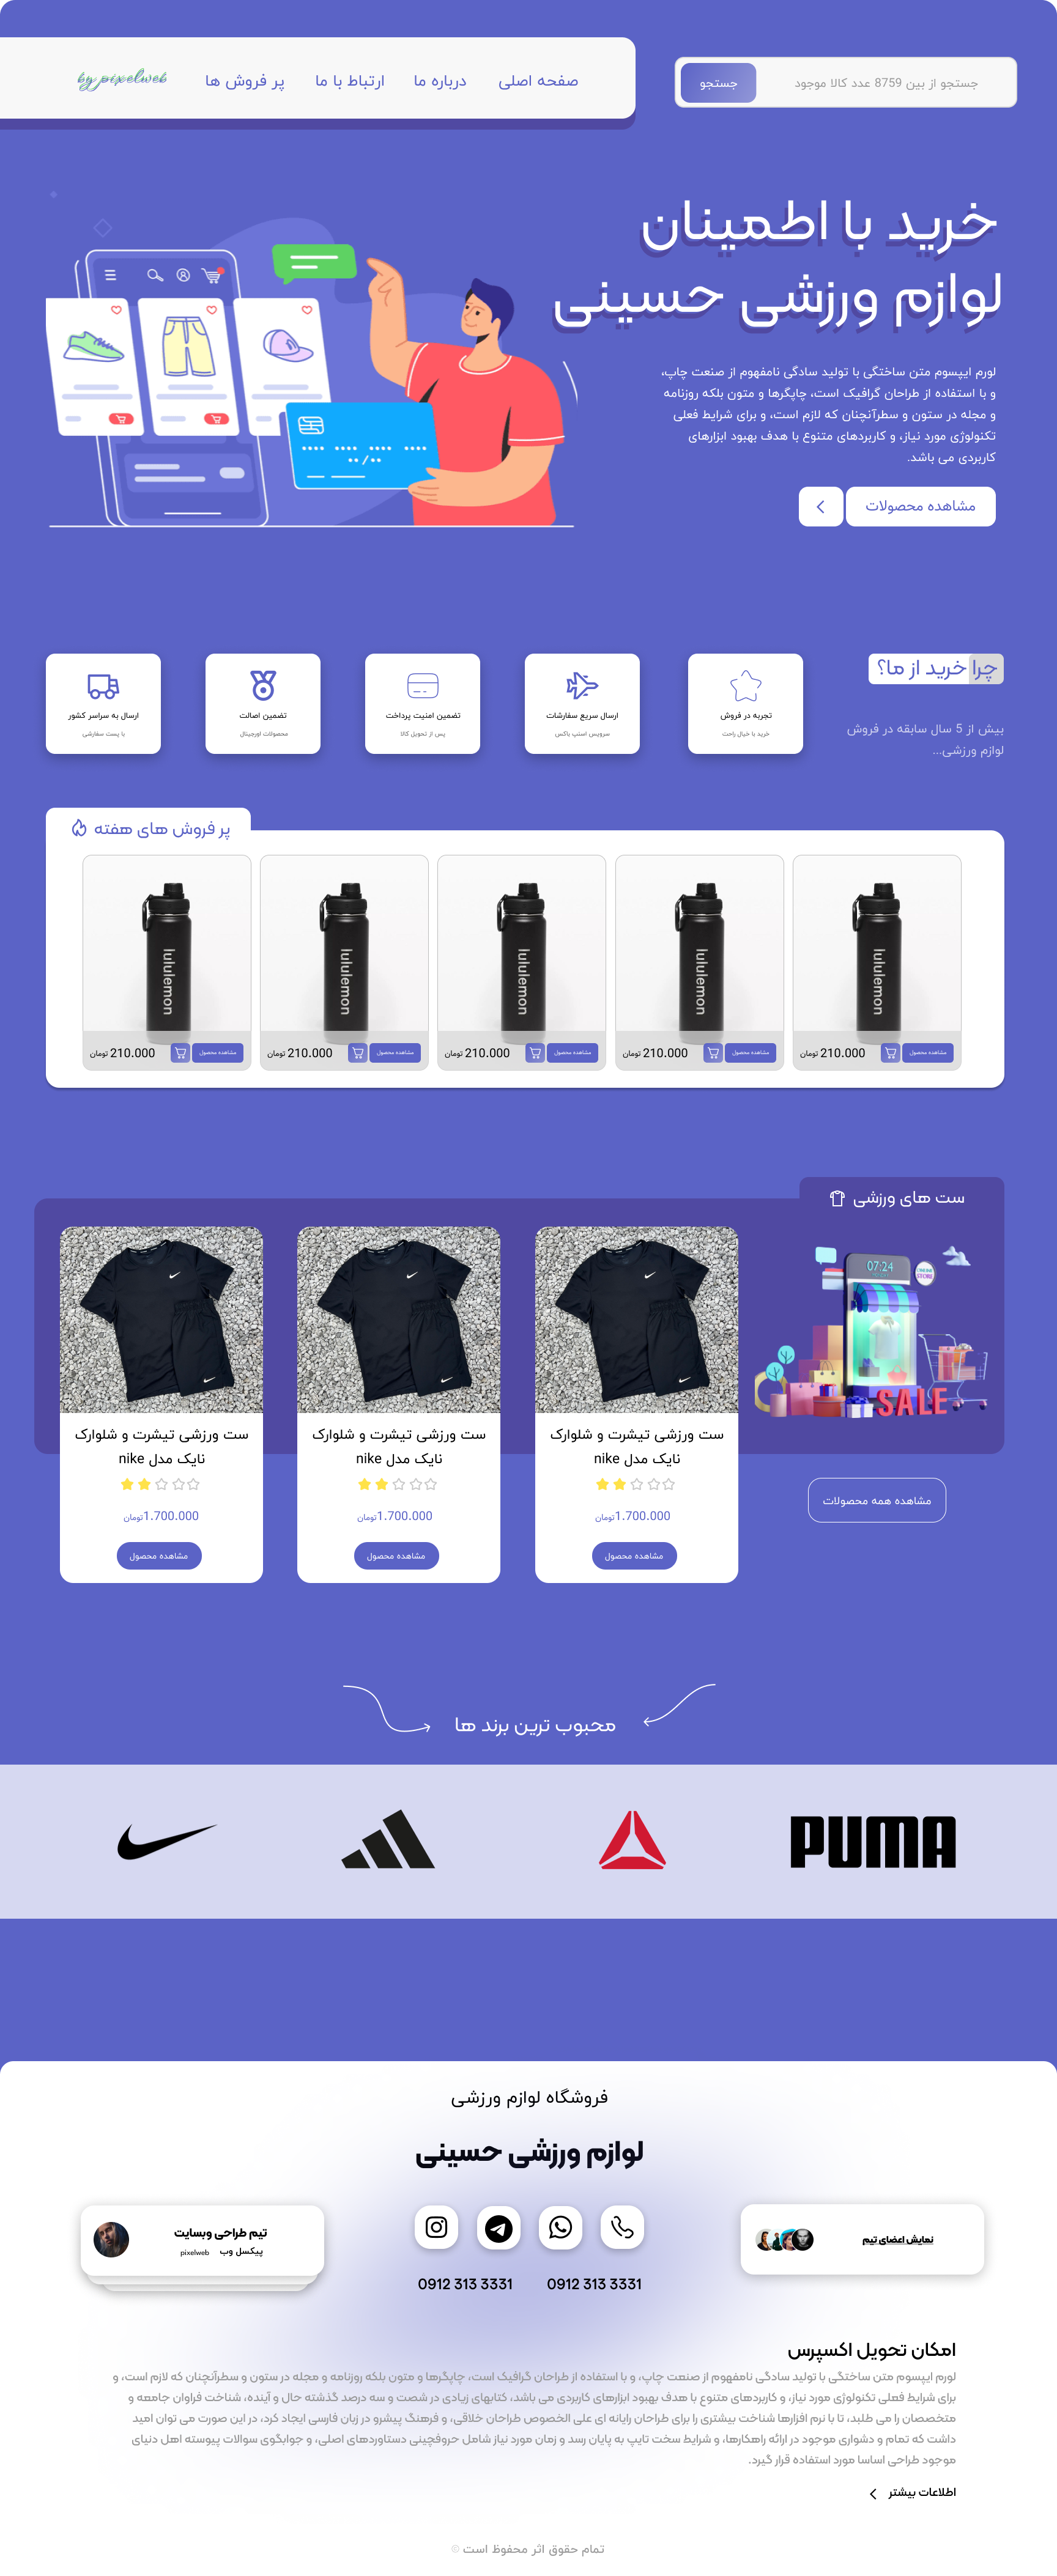 جستجو از بین 8759 عدد کالا موجود
جستجو
صفحه اصلی
درباره ما
ارتباط با ما
پر فروش ها
by pixelweb
خرید با اطمینان
لوازم ورزشی حسینی
لورم ایپسوم متن ساختگی با تولید سادگی نامفهوم از صنعت چاپ،
و با استفاده از طراحان گرافیک است، چاپگرها و متون بلکه روزنامه
و مجله در ستون و سطرآنچنان که لازم است، و برای شرایط فعلی
تکنولوژی مورد نیاز، و کاربردهای متنوع با هدف بهبود ابزارهای
کاربردی می باشد.
مشاهده محصولات
چرا خرید از ما؟
بیش از 5 سال سابقه در فروش
لوازم ورزشی...
تجربه در فروش
خرید با خیال راحت
ارسال سریع سفارشات
سرویس اسنپ باکس
تضمین امنیت پرداخت
پس از تحویل کالا
تضمین اصالت
محصولات اورجینال
ارسال به سراسر کشور
با پست سفارشی
پر فروش های هفته
lululemon
مشاهده محصول
210.000 تومان
lululemon
مشاهده محصول
210.000 تومان
lululemon
مشاهده محصول
210.000 تومان
lululemon
مشاهده محصول
210.000 تومان
lululemon
مشاهده محصول
210.000 تومان
ست های ورزشی
07:24
STORE
SALE
مشاهده همه محصولات
ست ورزشی تیشرت و شلوارک
نایک مدل nike
1.700.000 تومان
مشاهده محصول
ست ورزشی تیشرت و شلوارک
نایک مدل nike
1.700.000 تومان
مشاهده محصول
ست ورزشی تیشرت و شلوارک
نایک مدل nike
1.700.000 تومان
مشاهده محصول
محبوب ترین برند ها
PUMA
فروشگاه لوازم ورزشی
لوازم ورزشی حسینی
نمایش اعضای تیم
0912 313 3331
0912 313 3331
تیم طراحی وبسایت
پیکسل وب pixelweb
امکان تحویل اکسپرس
لورم ایپسوم متن ساختگی با تولید سادگی نامفهوم از صنعت چاپ، و با استفاده از طراحان گرافیک است، چاپگرها و متون بلکه روزنامه و مجله در ستون و سطرآنچنان که لازم است، و
برای شرایط فعلی تکنولوژی مورد نیاز، و کاربردهای متنوع با هدف بهبود ابزارهای کاربردی می باشد، کتابهای زیادی در شصت و سه درصد گذشته حال و آینده، شناخت فراوان جامعه و
متخصصان را می طلبد، تا با نرم افزارها شناخت بیشتری را برای طراحان رایانه ای علی الخصوص طراحان خلاقی، و فرهنگ پیشرو در زبان فارسی ایجاد کرد، در این صورت می توان امید
داشت که تمام و دشواری موجود در ارائه راهکارها، و شرایط سخت تایپ به پایان رسد و زمان مورد نیاز شامل حروفچینی دستاوردهای اصلی، و جوابگوی سوالات پیوسته اهل دنیای
موجود طراحی اساسا مورد استفاده قرار گیرد.
اطلاعات بیشتر
تمام حقوق اثر محفوظ است ©